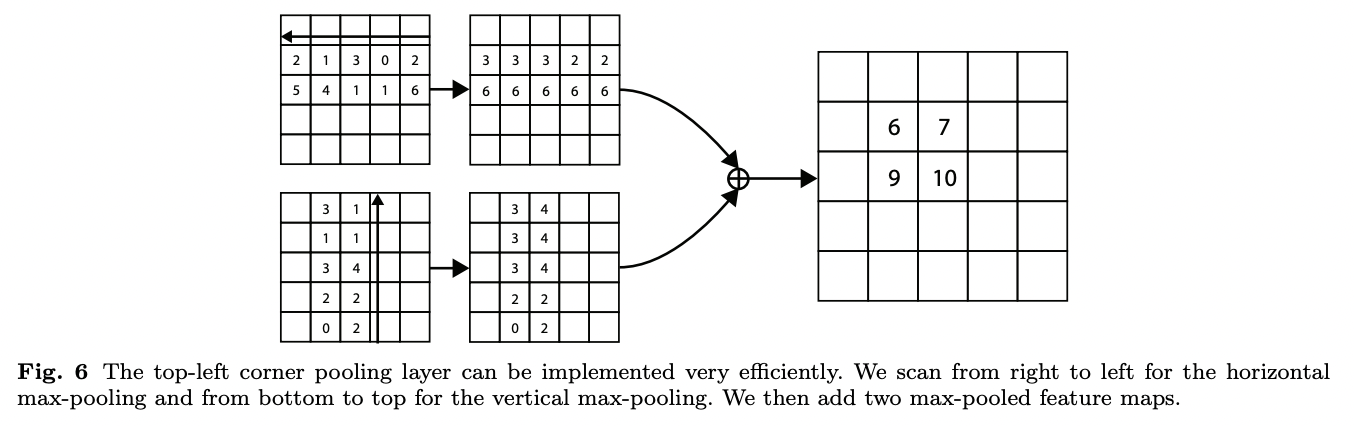 2 1 3 0 2
5 4 1 1 6
3 3 3 2 2
6 6 6 6 6
3 1
1 1
3 4
2 2
0 2
3 4
3 4
3 4
2 2
0 2
6 7
9 10
Fig. 6 The top-left corner pooling layer can be implemented very efficiently. We scan from right to left for the horizontal
max-pooling and from bottom to top for the vertical max-pooling. We then add two max-pooled feature maps.